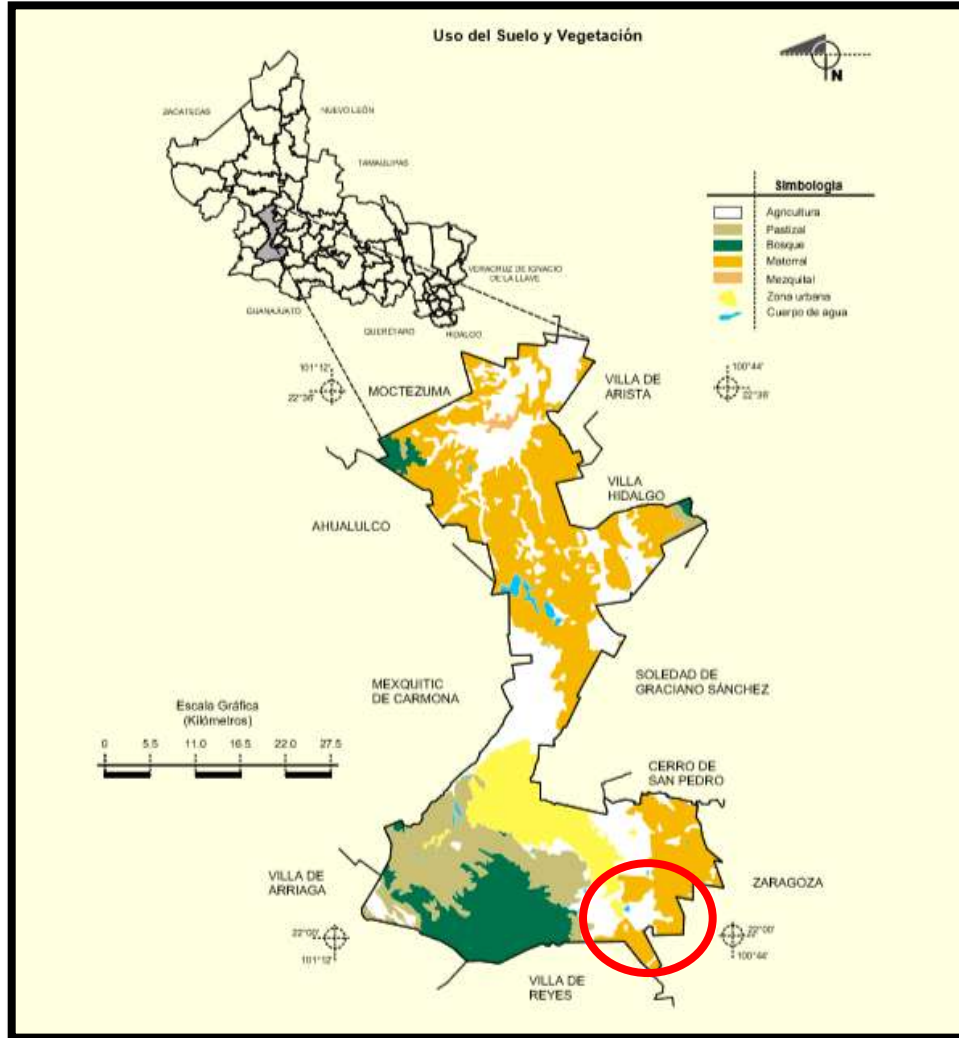 Uso del Suelo y Vegetación
N
ZACATECAS
NUEVO LEÓN
TAMAULIPAS
VERACRUZ DE IGNACIO
DE LA LLAVE
GUANAJUATO
QUERÉTARO
HIDALGO
Simbología
Agricultura
Pastizal
Bosque
Matorral
Mezquital
Zona urbana
Cuerpo de agua
101°12'
22°36'
100°44'
22°36'
MOCTEZUMA
VILLA DE
ARISTA
VILLA
HIDALGO
AHUALULCO
MEXQUITIC
DE CARMONA
SOLEDAD DE
GRACIANO SÁNCHEZ
Escala Gráfica
(Kilómetros)
0 5.5 11.0 16.5 22.0 27.5
CERRO DE
SAN PEDRO
VILLA DE
ARRIAGA
ZARAGOZA
22°00'
101°12'
22°00'
100°44'
VILLA DE
REYES